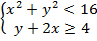 x² + y² < 16
y + 2x ≥ 4